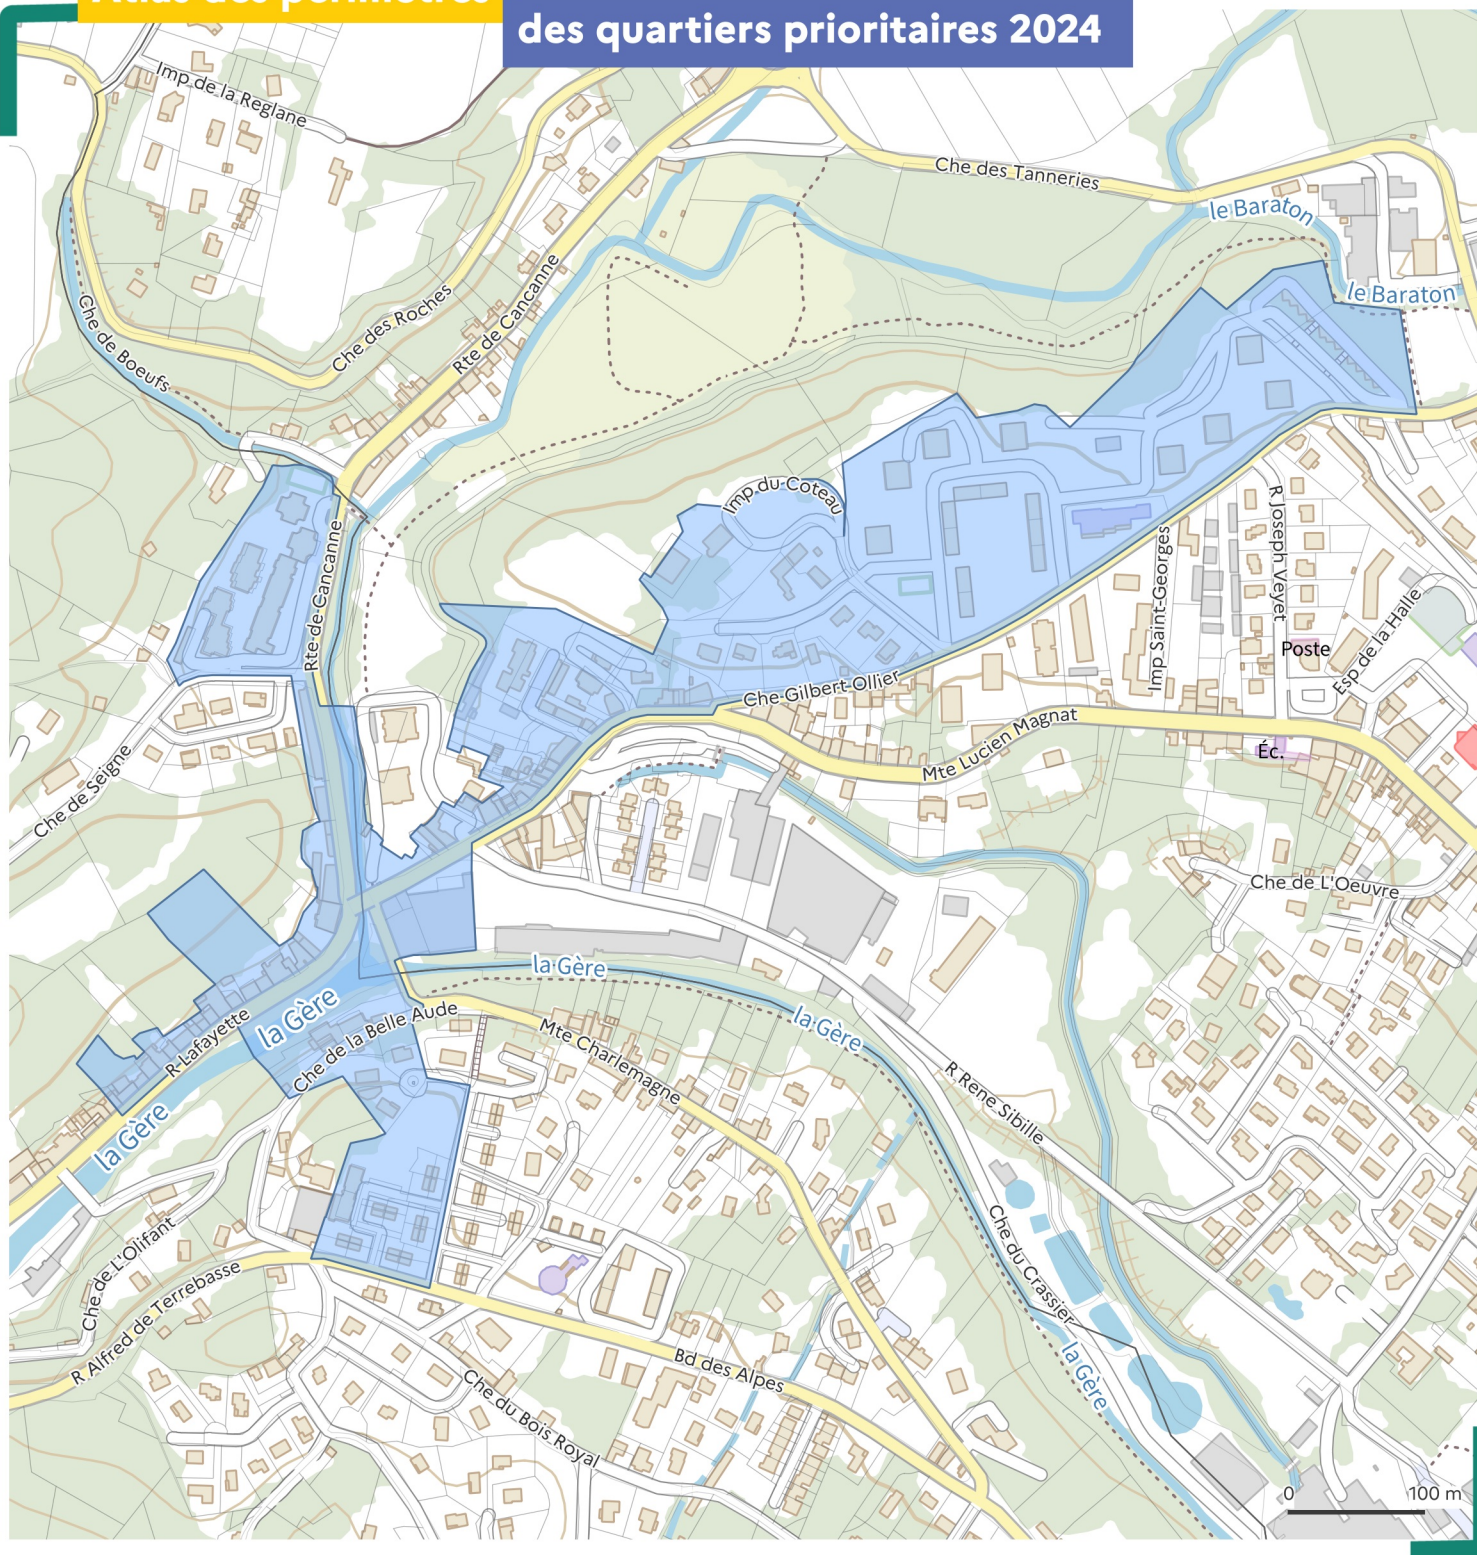 Atlas des périmètres
des quartiers prioritaires 2024
Imp de la Reglane
Che des Tanneries
le Baraton
le Baraton
Che de Boeufs
Che des Roches
Rte de Cancanne
Imp du Coteau
Rte de Cancanne
Imp Saint-Georges
R Joseph Veyet
Poste
Esp de la Halle
Che Gilbert Ollier
Mte Lucien Magnat
Éc.
Che de Seigne
Che de L'Oeuvre
la Gère
la Gère
R Lafayette
Che de la Belle Aude
la Gère
Mte Charlemagne
R Rene Sibille
la Gère
Che de L'Olifant
Che du Crassier
R Alfred de Terrebasse
la Gère
Bd des Alpes
Che du Bois Royal
0 100 m